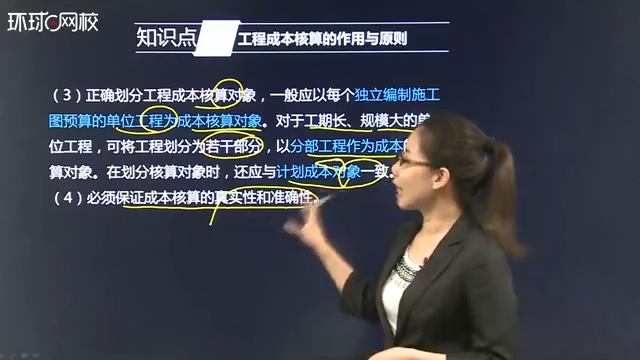 环球网校
知识点
工程成本核算的作用与原则
（3）正确划分工程成本核算对象，一般应以每个独立编制施工
图预算的单位工程为成本核算对象。对于工期长、规模大的单
位工程，可将工程划分为若干部分，以分部工程作为成本
算对象。在划分核算对象时，还应与计划成本对象一致。
（4）必须保证成本核算的真实性和准确性。